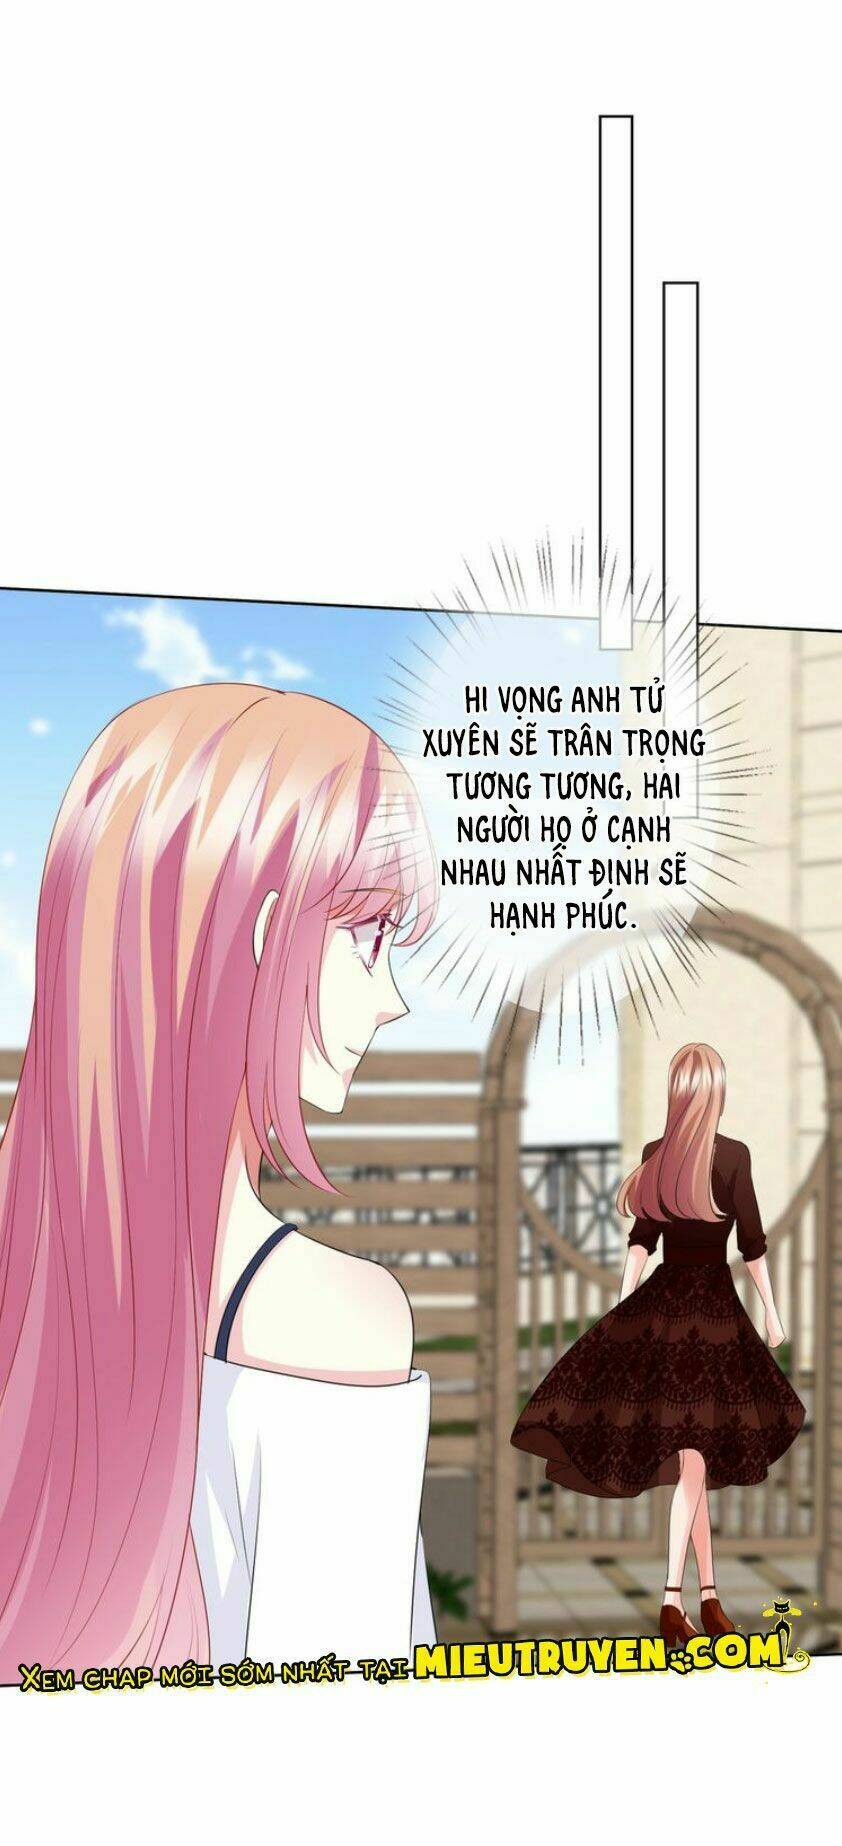 HI VỌNG ANH TỬ
XUYÊN SẼ TRÂN TRỌNG
TƯƠNG TƯƠNG, HAI
NGƯỜI HỌ Ở CẠNH
NHAU NHẤT ĐỊNH SẼ
HẠNH PHÚC.
XEM CHAP MỚI SỚM NHẤT TẠI MIEUTRUYEN.COM